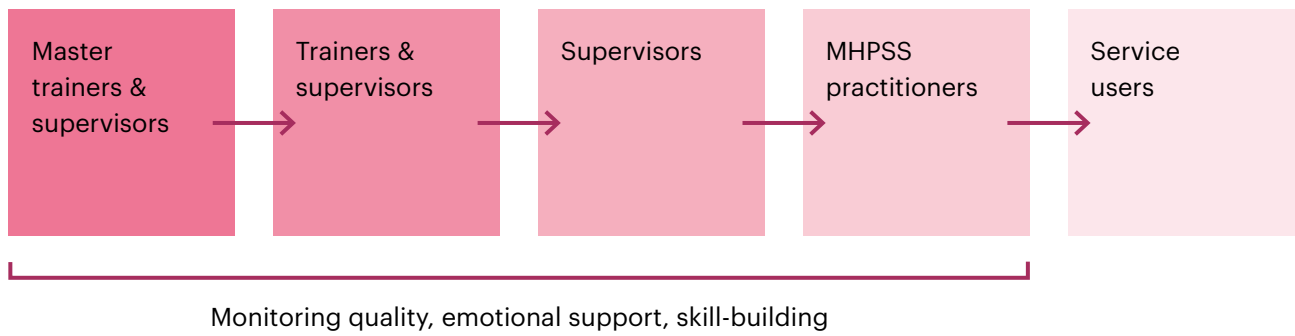 Master
trainers &
supervisors
Trainers &
supervisors
Supervisors
MHPSS
practitioners
Service
users
Monitoring quality, emotional support, skill-building